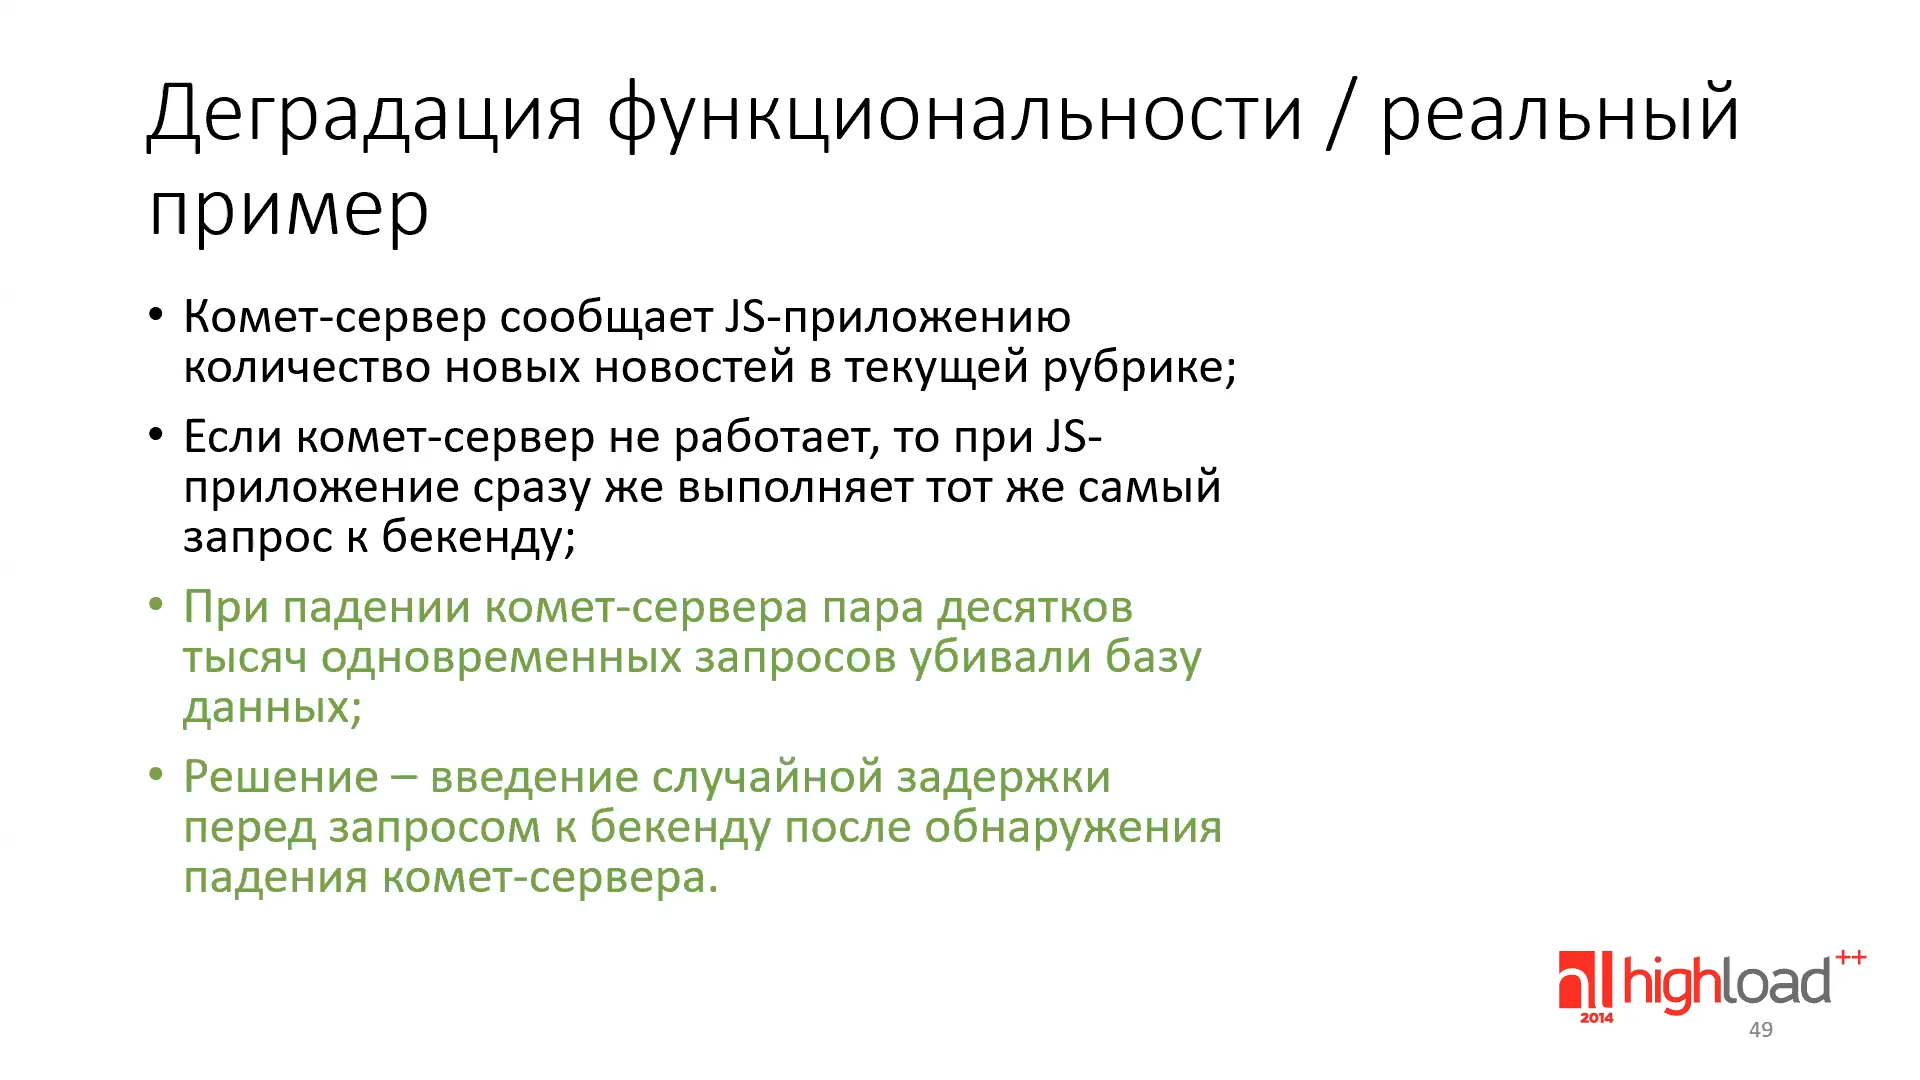 Деградация функциональности / реальный
пример
• Комет-сервер сообщает JS-приложению
количество новых новостей в текущей рубрике;
• Если комет-сервер не работает, то при JS-
приложение сразу же выполняет тот же самый
запрос к бекенду;
• При падении комет-сервера пара десятков
тысяч одновременных запросов убивали базу
данных;
• Решение – введение случайной задержки
перед запросом к бекенду после обнаружения
падения комет-сервера.
highload++
2014
49